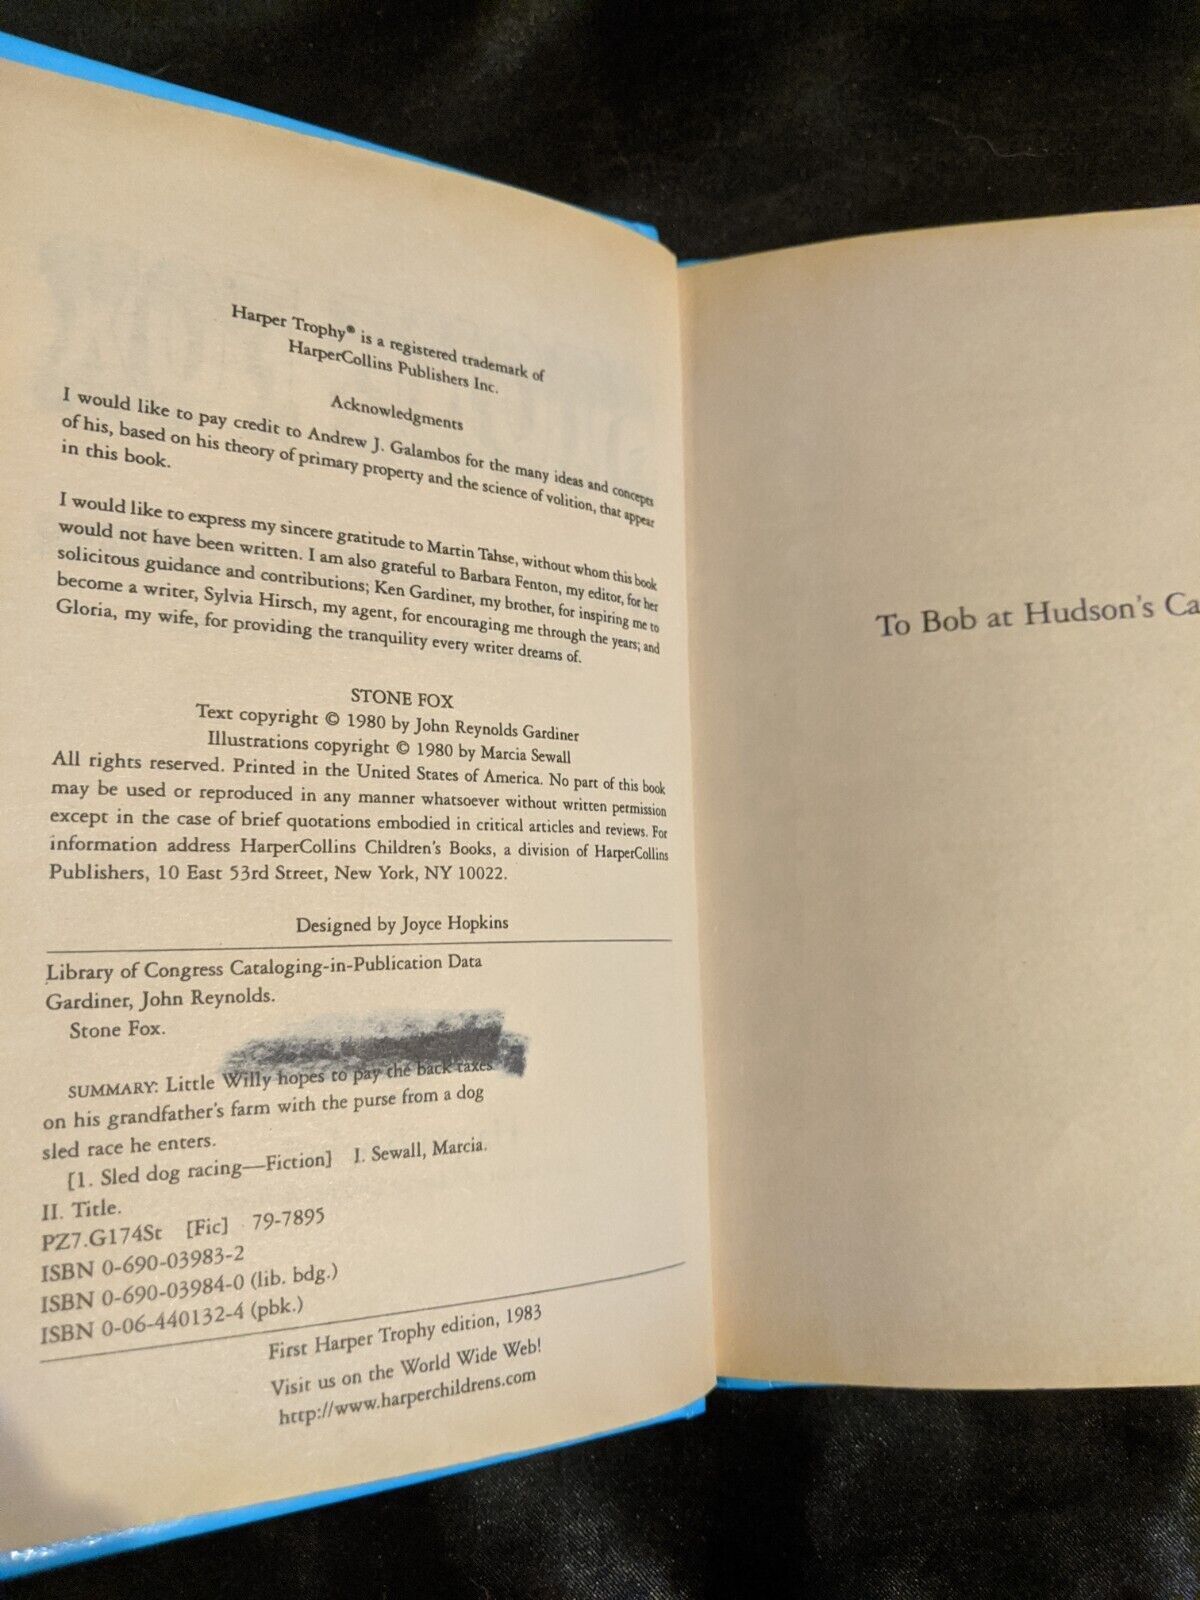 Harper Trophy® is a registered trademark of
HarperCollins Publishers Inc.
Acknowledgments
I would like to pay credit to Andrew J. Galambos for the many ideas and concepts
of his, based on his theory of primary property and the science of volition, that appear
in this book.
I would like to express my sincere gratitude to Martin Tahse, without whom this book
would not have been written. I am also grateful to Barbara Fenton, my editor, for her
solicitous guidance and contributions; Ken Gardiner, my brother, for inspiring me to
become a writer, Sylvia Hirsch, my agent, for encouraging me through the years; and
Gloria, my wife, for providing the tranquility every writer dreams of.
STONE FOX
Text copyright © 1980 by John Reynolds Gardiner
Illustrations copyright © 1980 by Marcia Sewall
All rights reserved. Printed in the United States of America. No part of this book
may be used or reproduced in any manner whatsoever without written permission
except in the case of brief quotations embodied in critical articles and reviews. For
information address HarperCollins Children's Books, a division of HarperCollins
Publishers, 10 East 53rd Street, New York, NY 10022.
Designed by Joyce Hopkins
Library of Congress Cataloging-in-Publication Data
Gardiner, John Reynolds.
Stone Fox.
SUMMARY: Little Willy hopes to pay the back taxes
on his grandfather's farm with the purse from a dog
sled race he enters.
[1. Sled dog racing—Fiction] I. Sewall, Marcia.
II. Title.
PZ7.G174St [Fic] 79-7895
ISBN 0-690-03983-2
ISBN 0-690-03984-0 (lib. bdg.)
ISBN 0-06-440132-4 (pbk.)
First Harper Trophy edition, 1983
Visit us on the World Wide Web!
http://www.harperchildrens.com
To Bob at Hudson's Ca